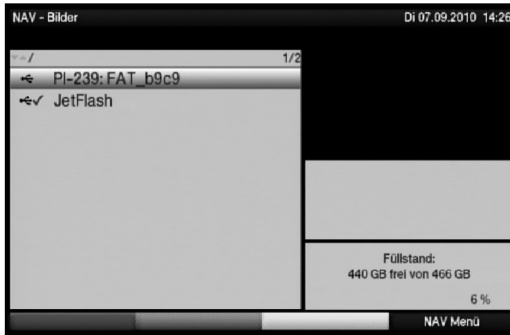 NAV - Bilder
Di 07.09.2010 14:26
/
1/2
PI-239: FAT_b9c9
JetFlash
Füllstand:
440 GB frei von 466 GB
6 %
NAV Menü